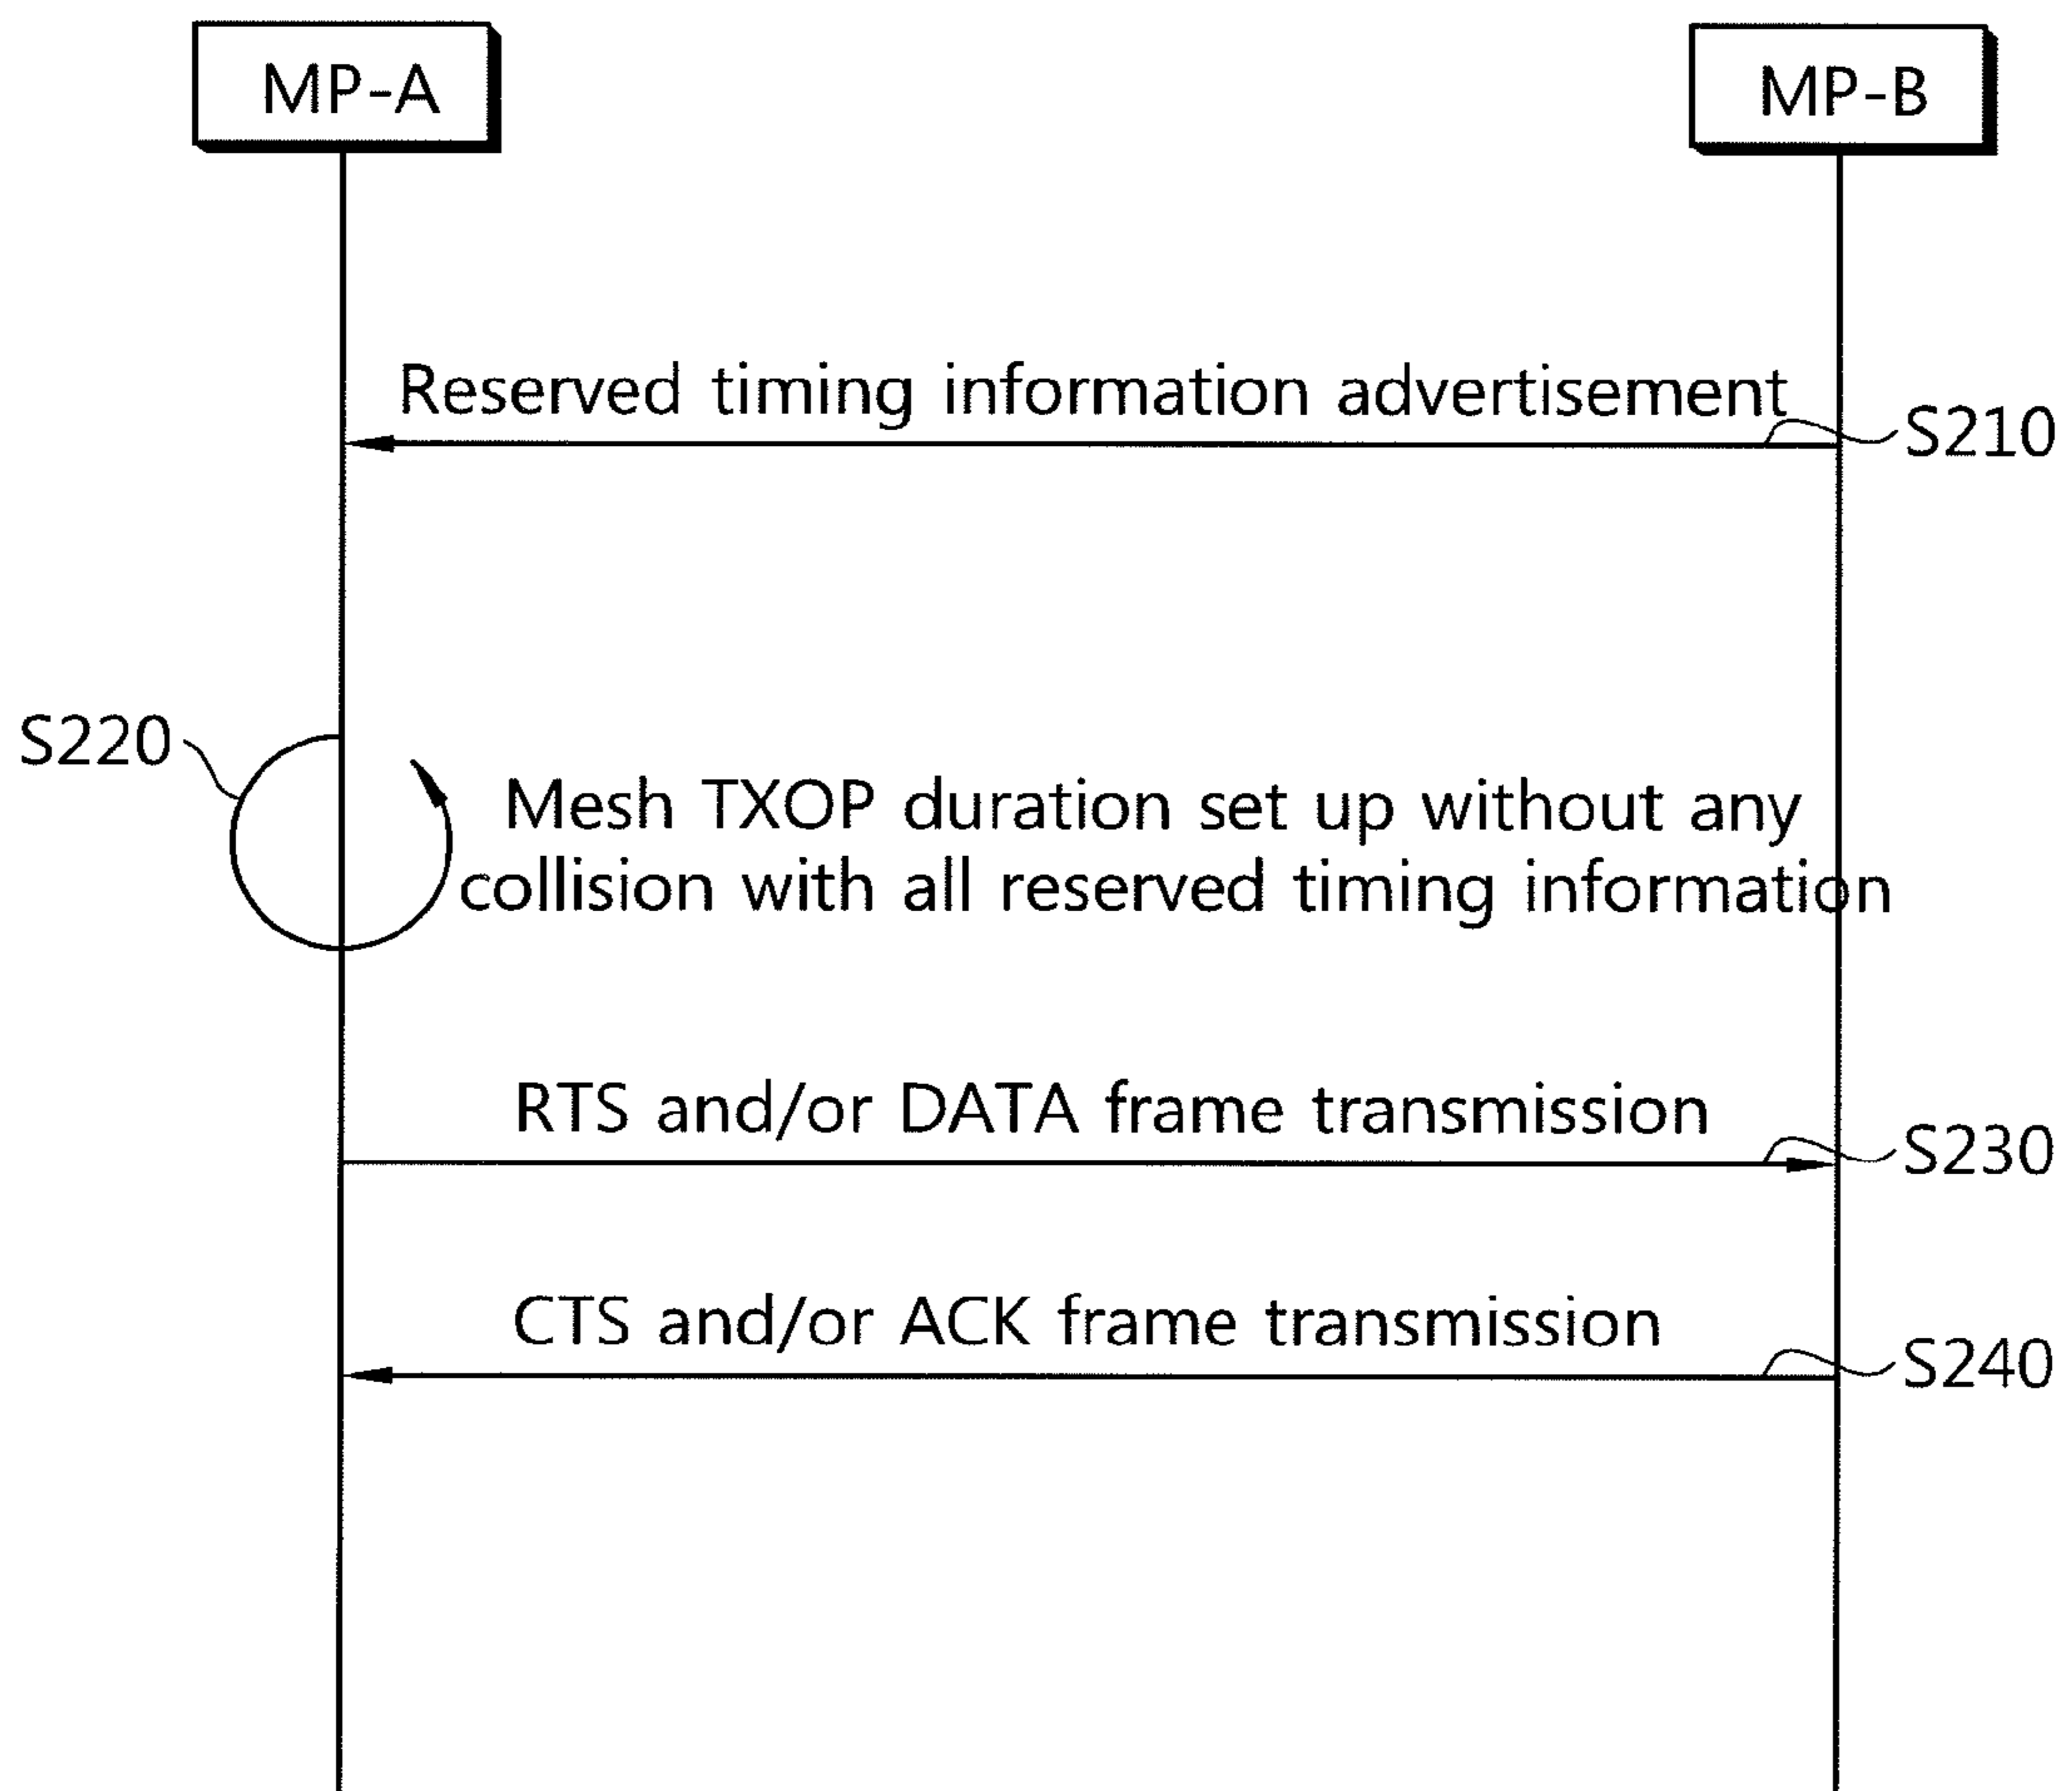 MP-A
MP-B
Reserved timing information advertisement
S210
S220
Mesh TXOP duration set up without any
collision with all reserved timing information
RTS and/or DATA frame transmission
S230
CTS and/or ACK frame transmission
S240